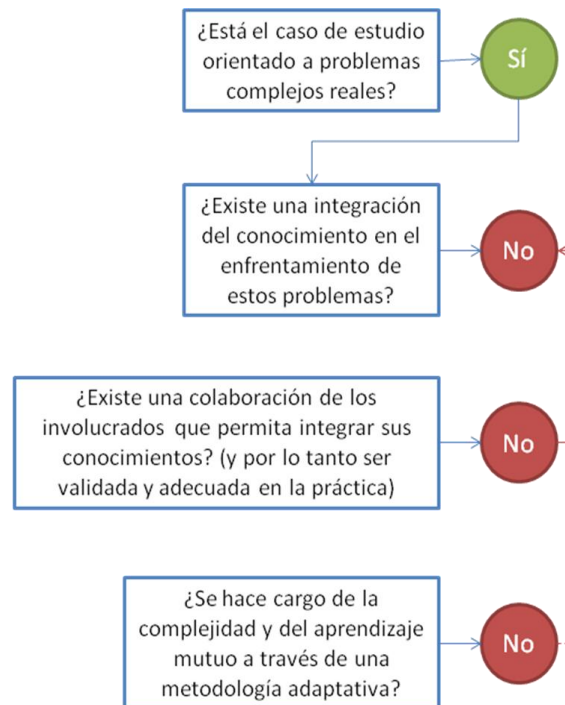 ¿Está el caso de estudio
orientado a problemas
complejos reales?
Sí
¿Existe una integración
del conocimiento en el
enfrentamiento de
estos problemas?
No
¿Existe una colaboración de los
involucrados que permita integrar sus
conocimientos? (y por lo tanto ser
validada y adecuada en la práctica)
No
¿Se hace cargo de la
complejidad y del aprendizaje
mutuo a través de una
metodología adaptativa?
No